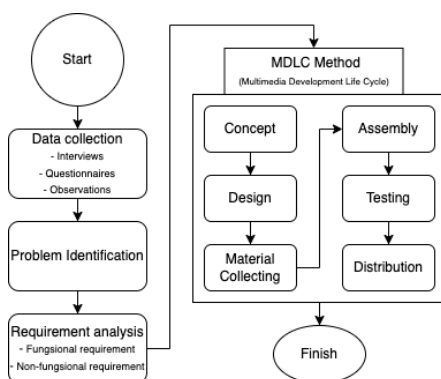 Start
Data collection
- Interviews
- Questionnaires
- Observations
Problem Identification
Requirement analysis
- Fungsional requirement
- Non-fungsional requirement
MDLC Method
(Multimedia Development Life Cycle)
Concept
Design
Material
Collecting
Assembly
Testing
Distribution
Finish